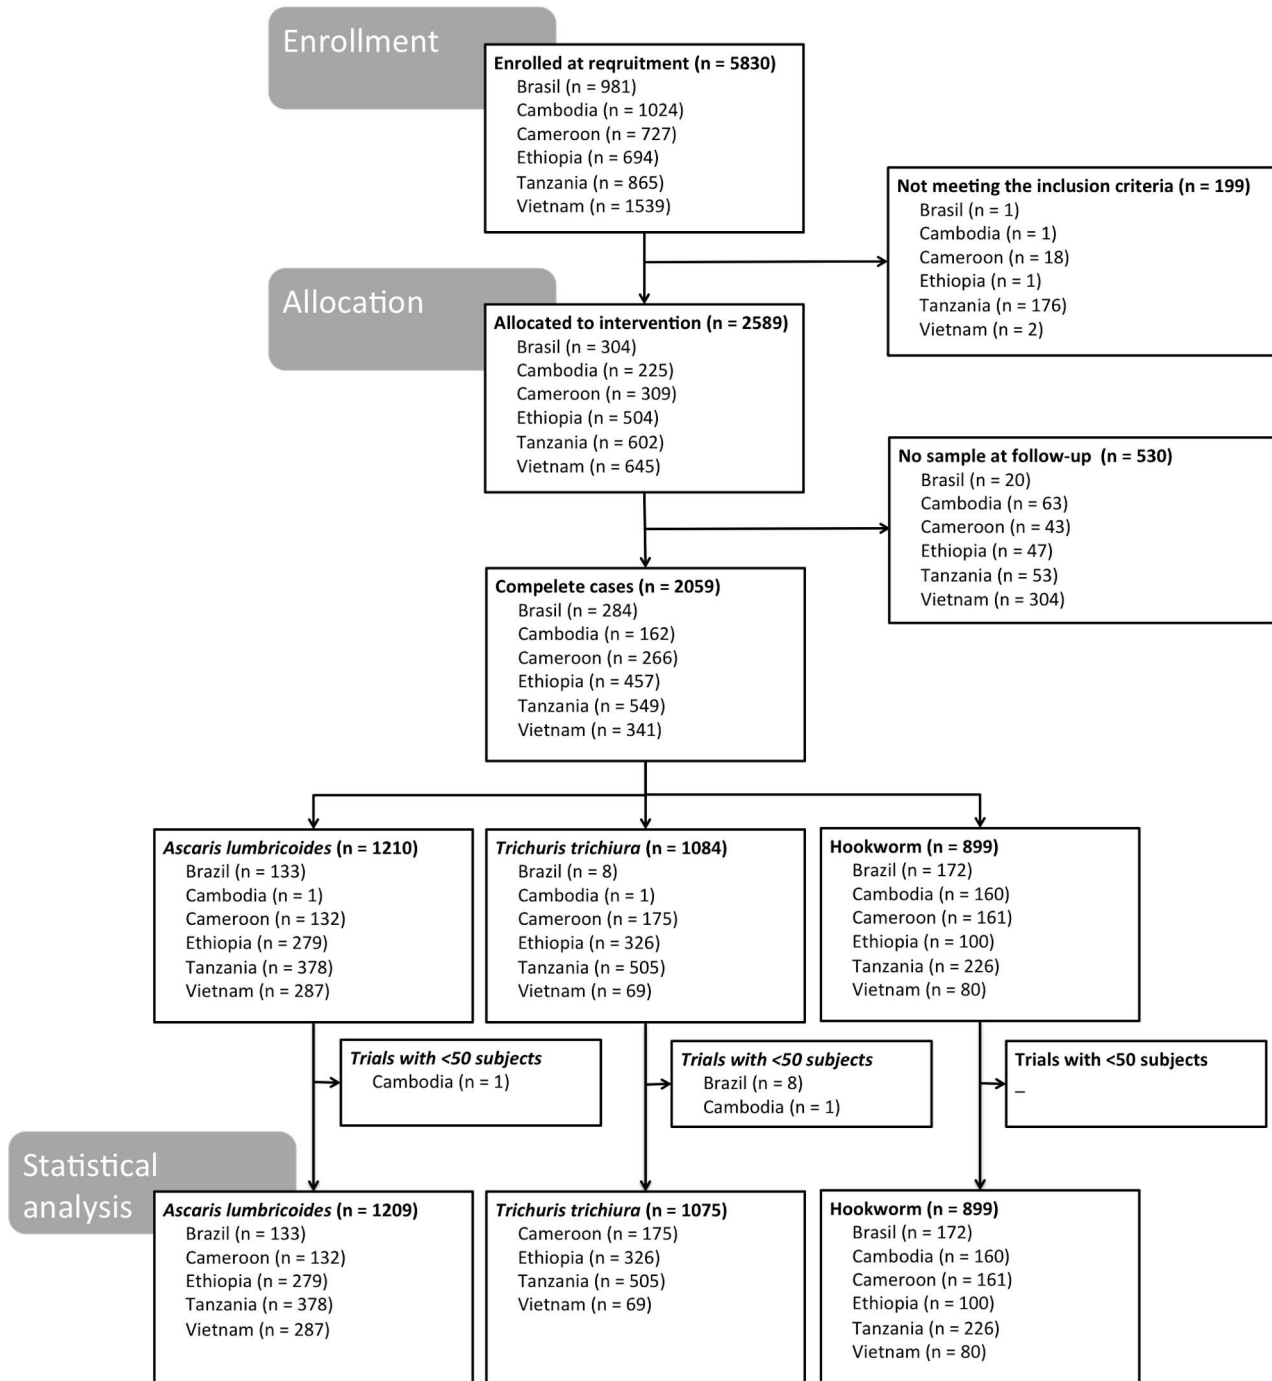 Enrollment
Enrolled at reqruitment (n = 5830)
Brasil (n = 981)
Cambodia (n = 1024)
Cameroon (n = 727)
Ethiopia (n = 694)
Tanzania (n = 865)
Vietnam (n = 1539)
Not meeting the inclusion criteria (n = 199)
Brasil (n = 1)
Cambodia (n = 1)
Cameroon (n = 18)
Ethiopia (n = 1)
Tanzania (n = 176)
Vietnam (n = 2)
Allocation
Allocated to intervention (n = 2589)
Brasil (n = 304)
Cambodia (n = 225)
Cameroon (n = 309)
Ethiopia (n = 504)
Tanzania (n = 602)
Vietnam (n = 645)
No sample at follow-up (n = 530)
Brasil (n = 20)
Cambodia (n = 63)
Cameroon (n = 43)
Ethiopia (n = 47)
Tanzania (n = 53)
Vietnam (n = 304)
Compelete cases (n = 2059)
Brasil (n = 284)
Cambodia (n = 162)
Cameroon (n = 266)
Ethiopia (n = 457)
Tanzania (n = 549)
Vietnam (n = 341)
Ascaris lumbricoides (n = 1210)
Brazil (n = 133)
Cambodia (n = 1)
Cameroon (n = 132)
Ethiopia (n = 279)
Tanzania (n = 378)
Vietnam (n = 287)
Trichuris trichiura (n = 1084)
Brazil (n = 8)
Cambodia (n = 1)
Cameroon (n = 175)
Ethiopia (n = 326)
Tanzania (n = 505)
Vietnam (n = 69)
Hookworm (n = 899)
Brazil (n = 172)
Cambodia (n = 160)
Cameroon (n = 161)
Ethiopia (n = 100)
Tanzania (n = 226)
Vietnam (n = 80)
Trials with <50 subjects
Cambodia (n = 1)
Trials with <50 subjects
Brazil (n = 8)
Cambodia (n = 1)
Trials with <50 subjects
_
Statistical
analysis
Ascaris lumbricoides (n = 1209)
Brazil (n = 133)
Cameroon (n = 132)
Ethiopia (n = 279)
Tanzania (n = 378)
Vietnam (n = 287)
Trichuris trichiura (n = 1075)
Cameroon (n = 175)
Ethiopia (n = 326)
Tanzania (n = 505)
Vietnam (n = 69)
Hookworm (n = 899)
Brasil (n = 172)
Cambodia (n = 160)
Cameroon (n = 161)
Ethiopia (n = 100)
Tanzania (n = 226)
Vietnam (n = 80)